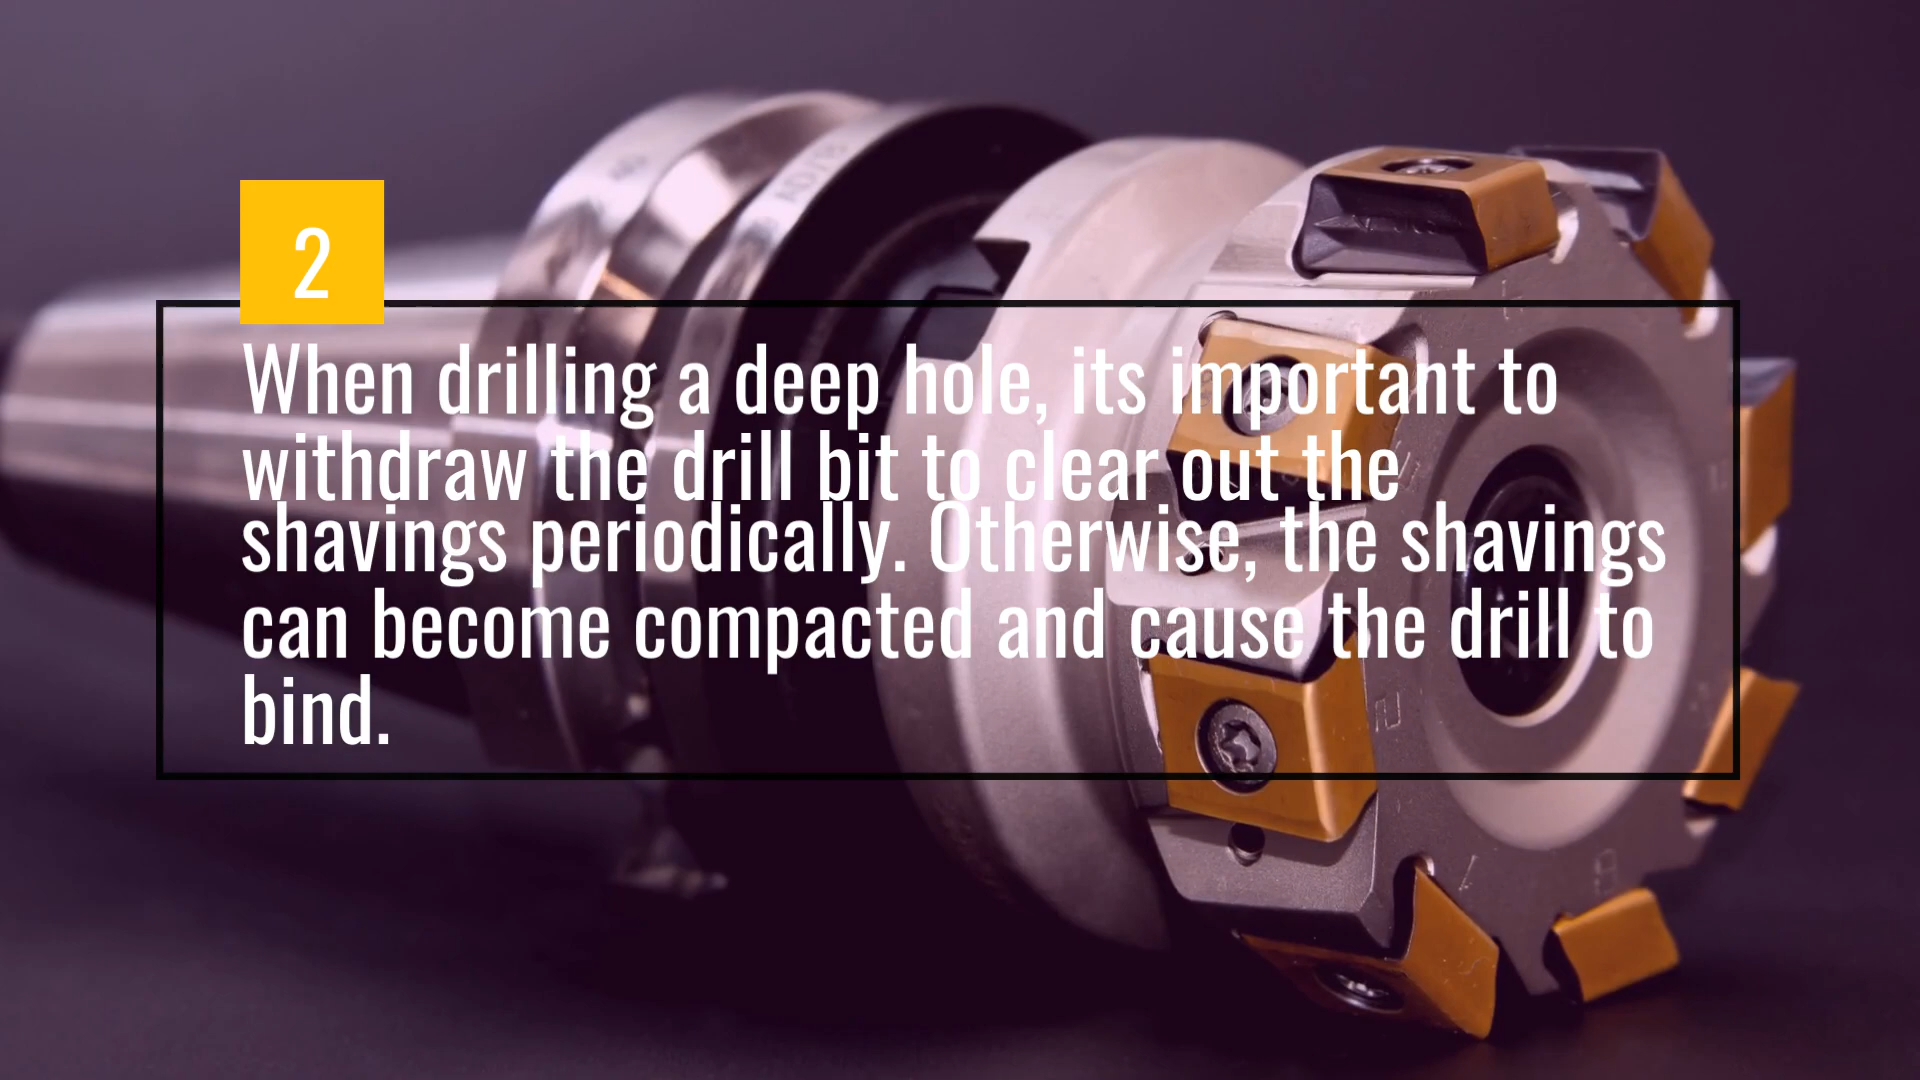 2
When drilling a deep hole, its important to
withdraw the drill bit to clear out the
shavings periodically. Otherwise, the shavings
can become compacted and cause the drill to
bind.